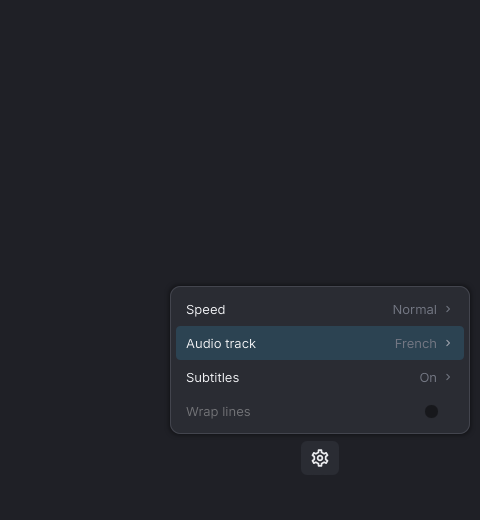 Speed Normal
Audio track French
Subtitles On
Wrap lines